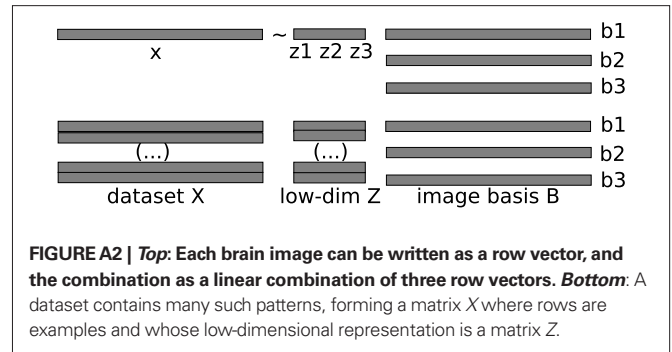 x ~ z1 z2 z3 b1
b2
b3
b1
(...) (...) b2
b3
dataset X low-dim Z image basis B
FIGURE A2 | Top: Each brain image can be written as a row vector, and
the combination as a linear combination of three row vectors. Bottom: A
dataset contains many such patterns, forming a matrix X where rows are
examples and whose low-dimensional representation is a matrix Z.